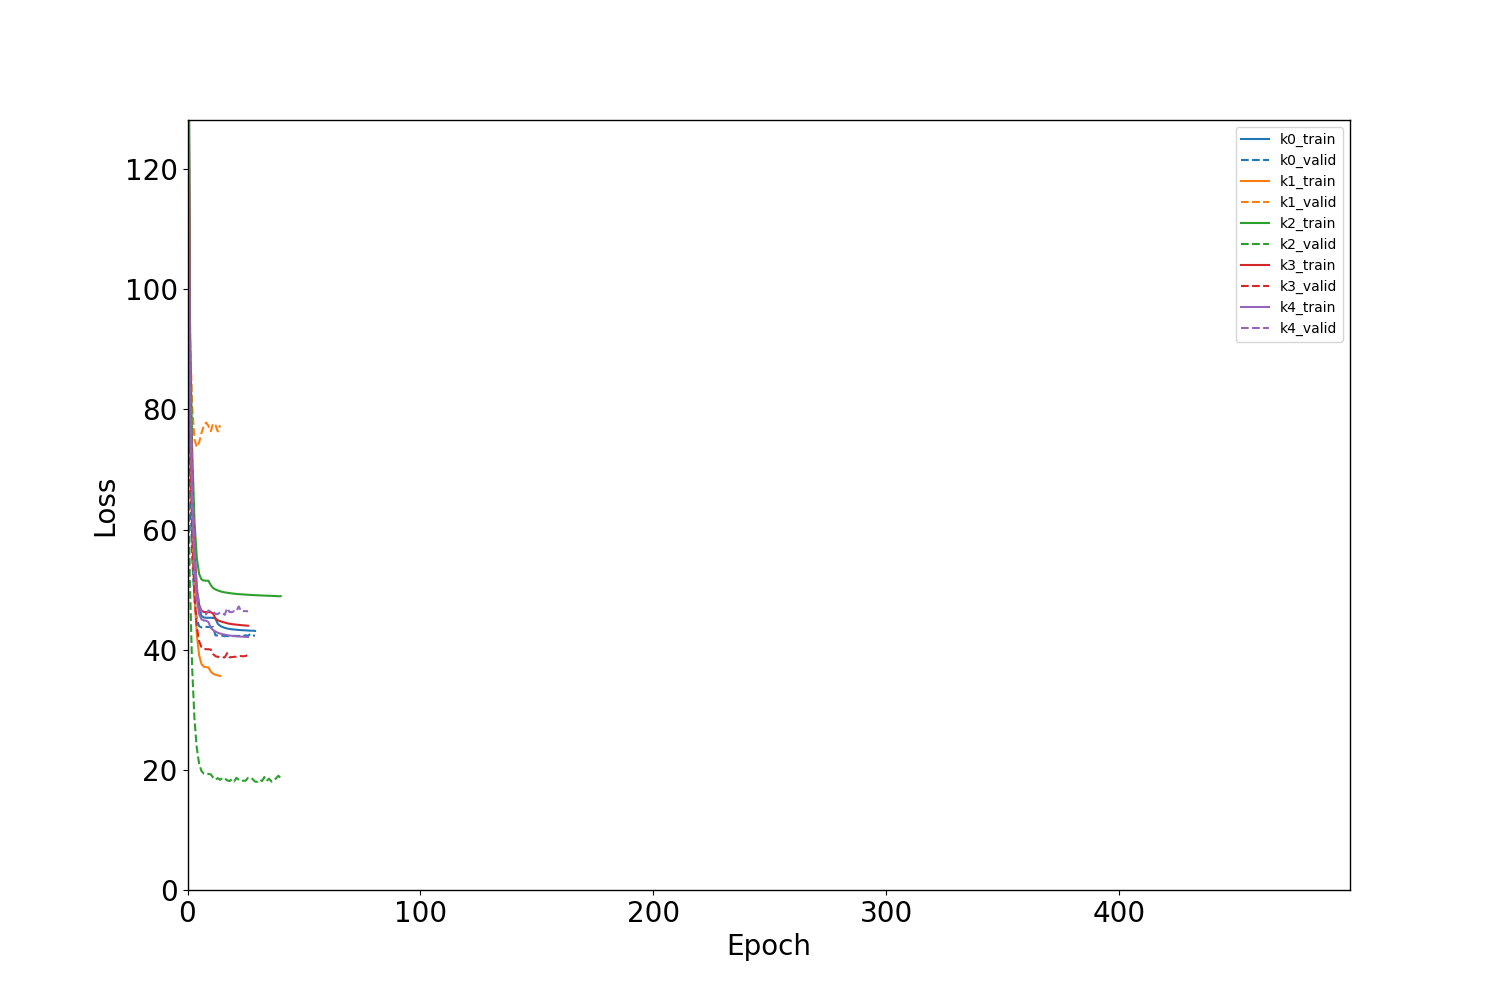 120
100
80
60
40
20
0
Loss
0 100 200 300 400
Epoch
k0_train
k0_valid
k1_train
k1_valid
k2_train
k2_valid
k3_train
k3_valid
k4_train
k4_valid